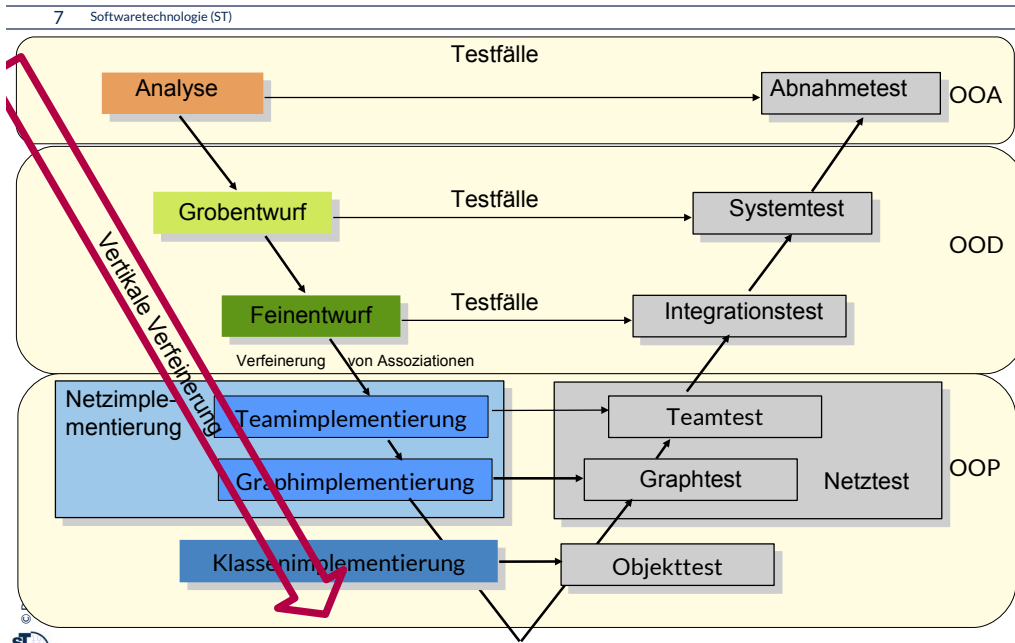 7 Softwaretechnologie (ST)
Testfälle
Analyse
Abnahmetest
OOA
Grobentwurf
Testfälle
Systemtest
OOD
Vertikale Verfeinerung
Feinentwurf
Testfälle
Integrationstest
Verfeinerung von Assoziationen
Netzimple-
mentierung
Teamimplementierung
Teamtest
Graphimplementierung
Graphtest
Netztest
OOP
Klassenimplementierung
Objekttest
©
ST